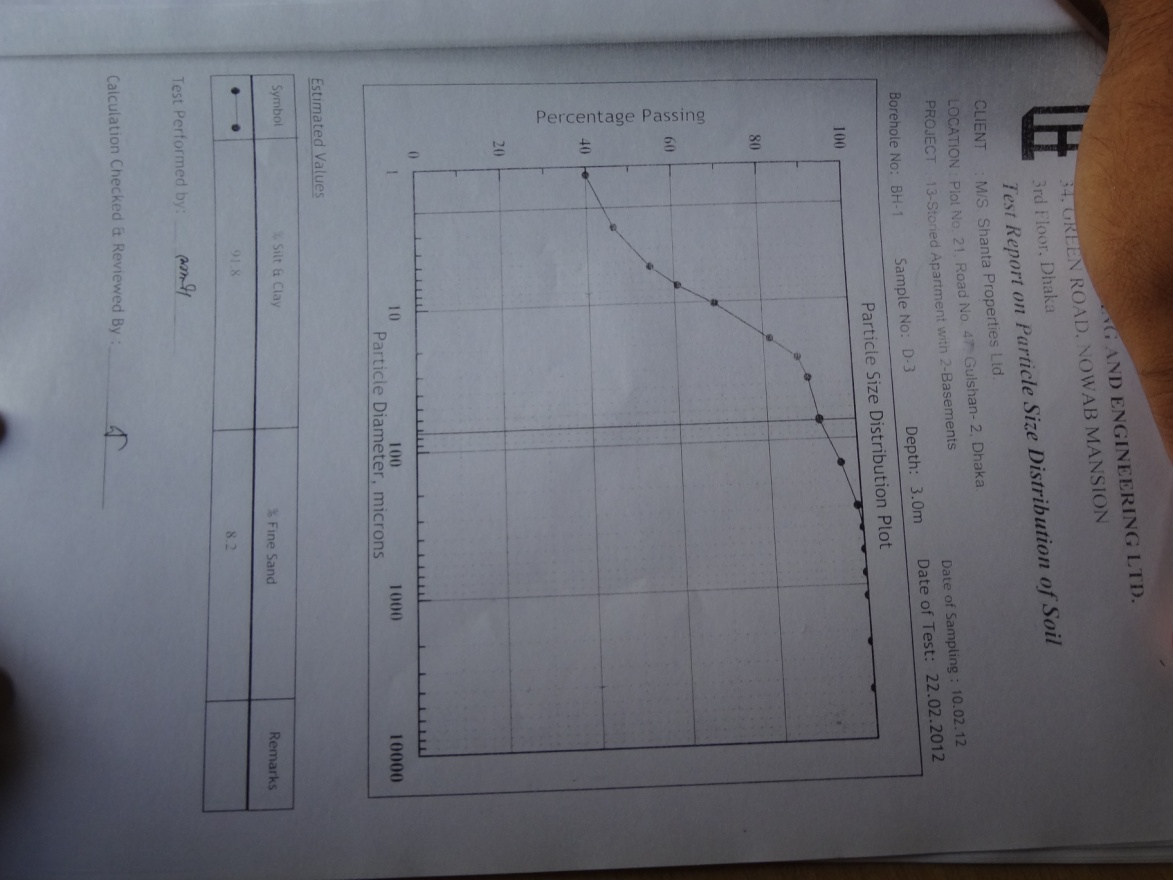 NG AND ENGINEERING LTD.
34, GREEN ROAD, NOWAB MANSION
3rd Floor, Dhaka
Test Report on Particle Size Distribution of Soil
CLIENT : M/S Shanta Properties Ltd.
LOCATION : Plot No. 21, Road No. 47, Gulshan- 2, Dhaka
PROJECT : 13-Storied Apartment with 2-Basements
Date of Sampling : 10.02.12
Borehole No: BH-1 Sample No: D-3 Depth: 3.0m Date of Test: 22.02.2012
Particle Size Distribution Plot
Percentage Passing
100
80
60
40
20
0
1 10 100 1000 10000
Particle Diameter, microns
Estimated Values
Symbol % Silt & Clay % Fine Sand Remarks
91.8 8.2
Test Performed by:
Calculation Checked & Reviewed By :